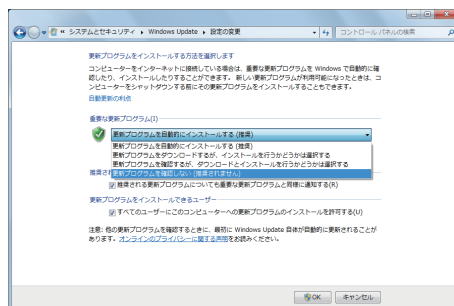 « システムとセキュリティ ▸ Windows Update ▸ 設定の変更
コントロール パネルの検索
更新プログラムをインストールする方法を選択します
コンピューターをインターネットに接続している場合は、重要な更新プログラムを Windows で自動的に確
認したり、インストールしたりすることができます。 新しい更新プログラムが利用可能になったときは、コ
ンピューターをシャットダウンする前にその更新プログラムをインストールすることもできます。
自動更新の利点
重要な更新プログラム(I)
更新プログラムを自動的にインストールする (推奨)
更新プログラムを自動的にインストールする (推奨)
更新プログラムをダウンロードするが、インストールを行うかどうかは選択する
更新プログラムを確認するが、ダウンロードとインストールを行うかどうかは選択する
更新プログラムを確認しない (推奨されません)
推奨され
推奨される更新プログラムについても重要な更新プログラムと同様に通知する(R)
更新プログラムをインストールできるユーザー
すべてのユーザーにこのコンピューターへの更新プログラムのインストールを許可する(U)
注意: 他の更新プログラムを確認するときに、最初に Windows Update 自体が自動的に更新されることが
あります。オンラインのプライバシーに関する声明をお読みください。
OK キャンセル